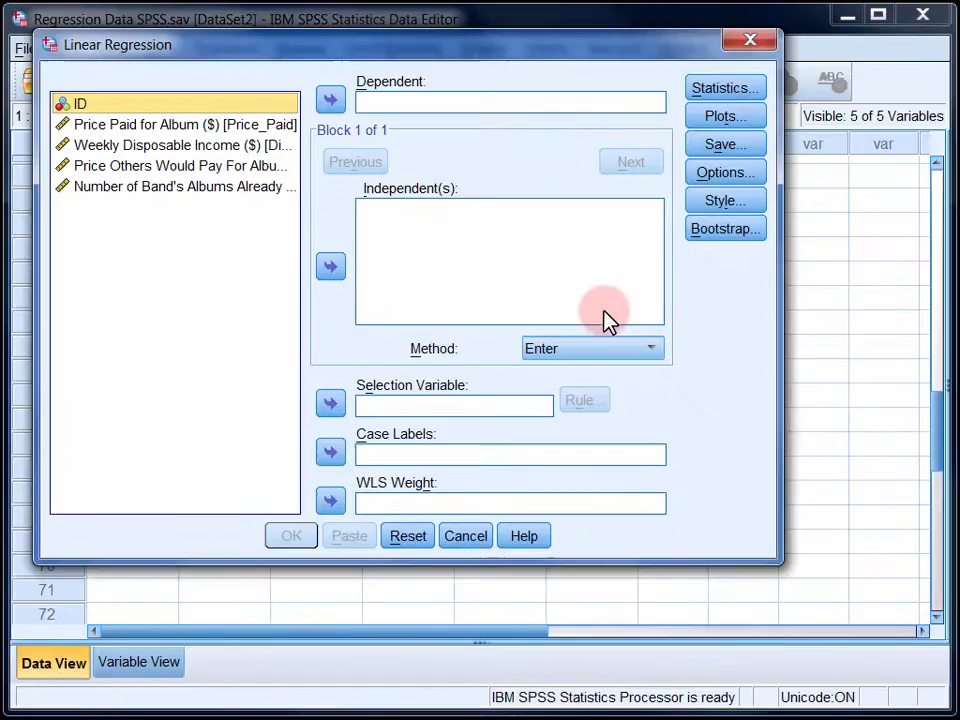 Regression Data SPSS.sav [DataSet2] - IBM SPSS Statistics Data Editor
Linear Regression
ABC
1 :
Visible: 5 of 5 Variables
var
var
ID
Price Paid for Album ($) [Price_Paid]
Weekly Disposable Income ($) [Di...
Price Others Would Pay For Albu...
Number of Band's Albums Already ...
Dependent:
Block 1 of 1
Previous
Next
Independent(s):
Method:
Enter
Selection Variable:
Rule...
Case Labels:
WLS Weight:
Statistics...
Plots...
Save...
Options...
Style...
Bootstrap...
OK
Paste
Reset
Cancel
Help
71
72
Data View
Variable View
IBM SPSS Statistics Processor is ready
Unicode:ON